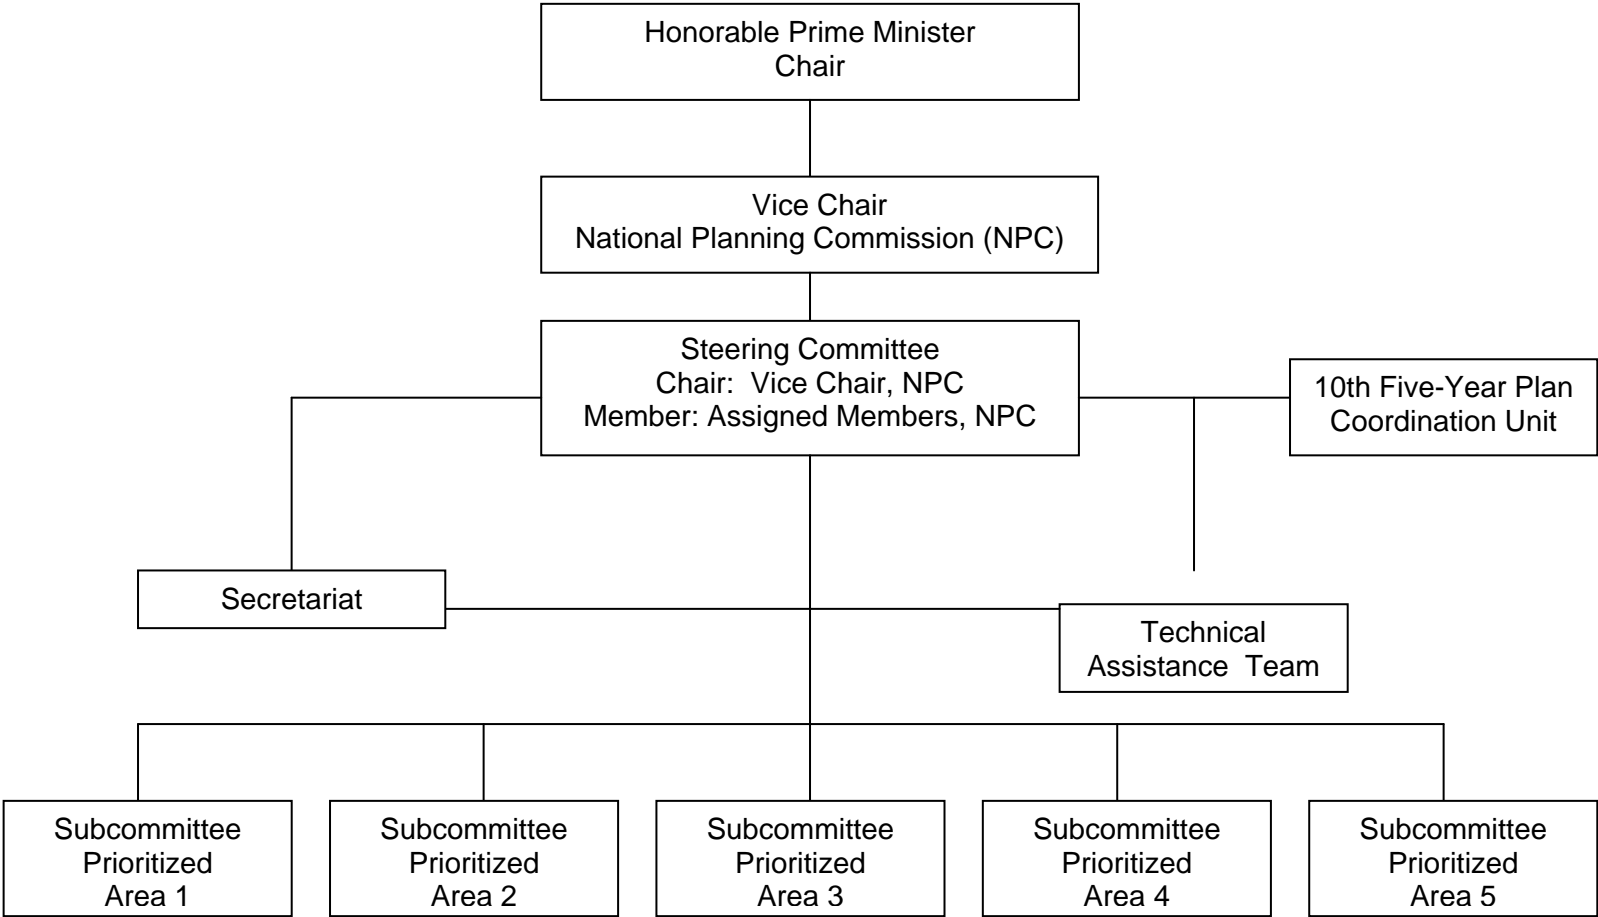 Honorable Prime Minister
Chair
Vice Chair
National Planning Commission (NPC)
Steering Committee
Chair:  Vice Chair, NPC
Member: Assigned Members, NPC
10th Five-Year Plan
Coordination Unit
Secretariat
Technical
Assistance  Team
Subcommittee
Prioritized
Area 1
Subcommittee
Prioritized
Area 2
Subcommittee
Prioritized
Area 3
Subcommittee
Prioritized
Area 4
Subcommittee
Prioritized
Area 5